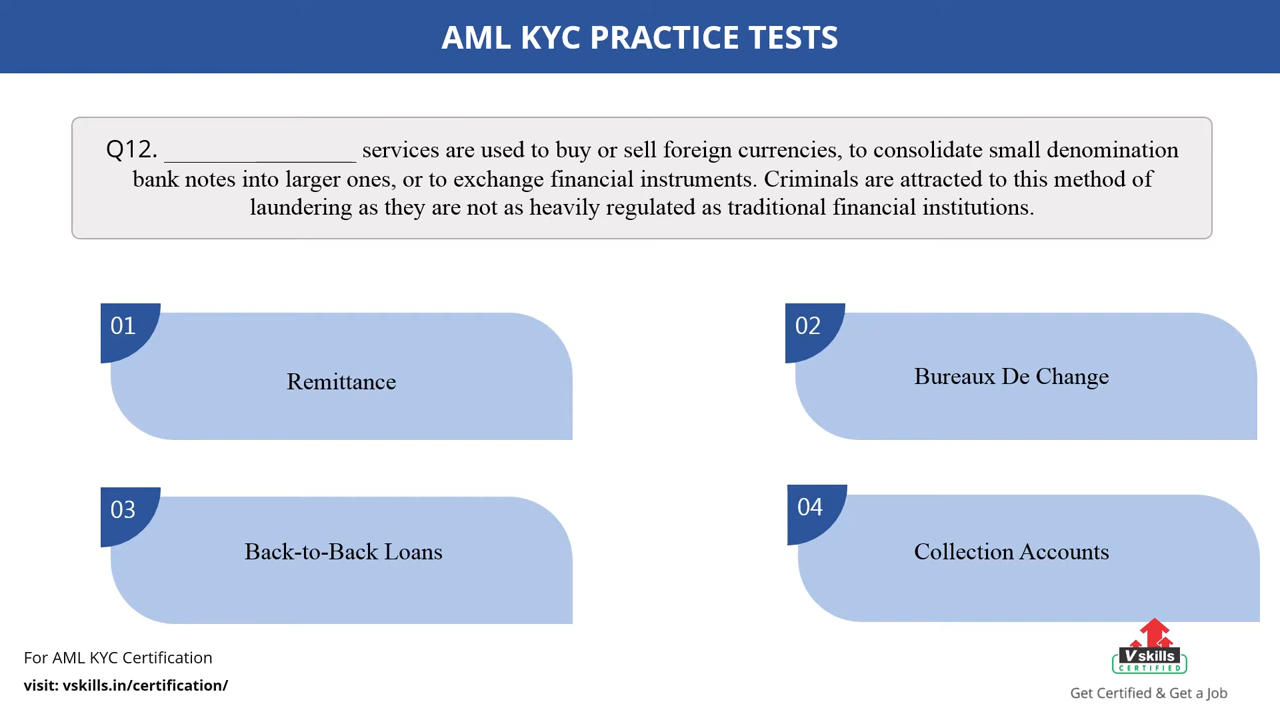 AML KYC PRACTICE TESTS
Q12. ________________ services are used to buy or sell foreign currencies, to consolidate small denomination
bank notes into larger ones, or to exchange financial instruments. Criminals are attracted to this method of
laundering as they are not as heavily regulated as traditional financial institutions.
01
Remittance
02
Bureaux De Change
03
Back-to-Back Loans
04
Collection Accounts
For AML KYC Certification
visit: vskills.in/certification/
Vskills
CERTIFIED
Get Certified & Get a Job